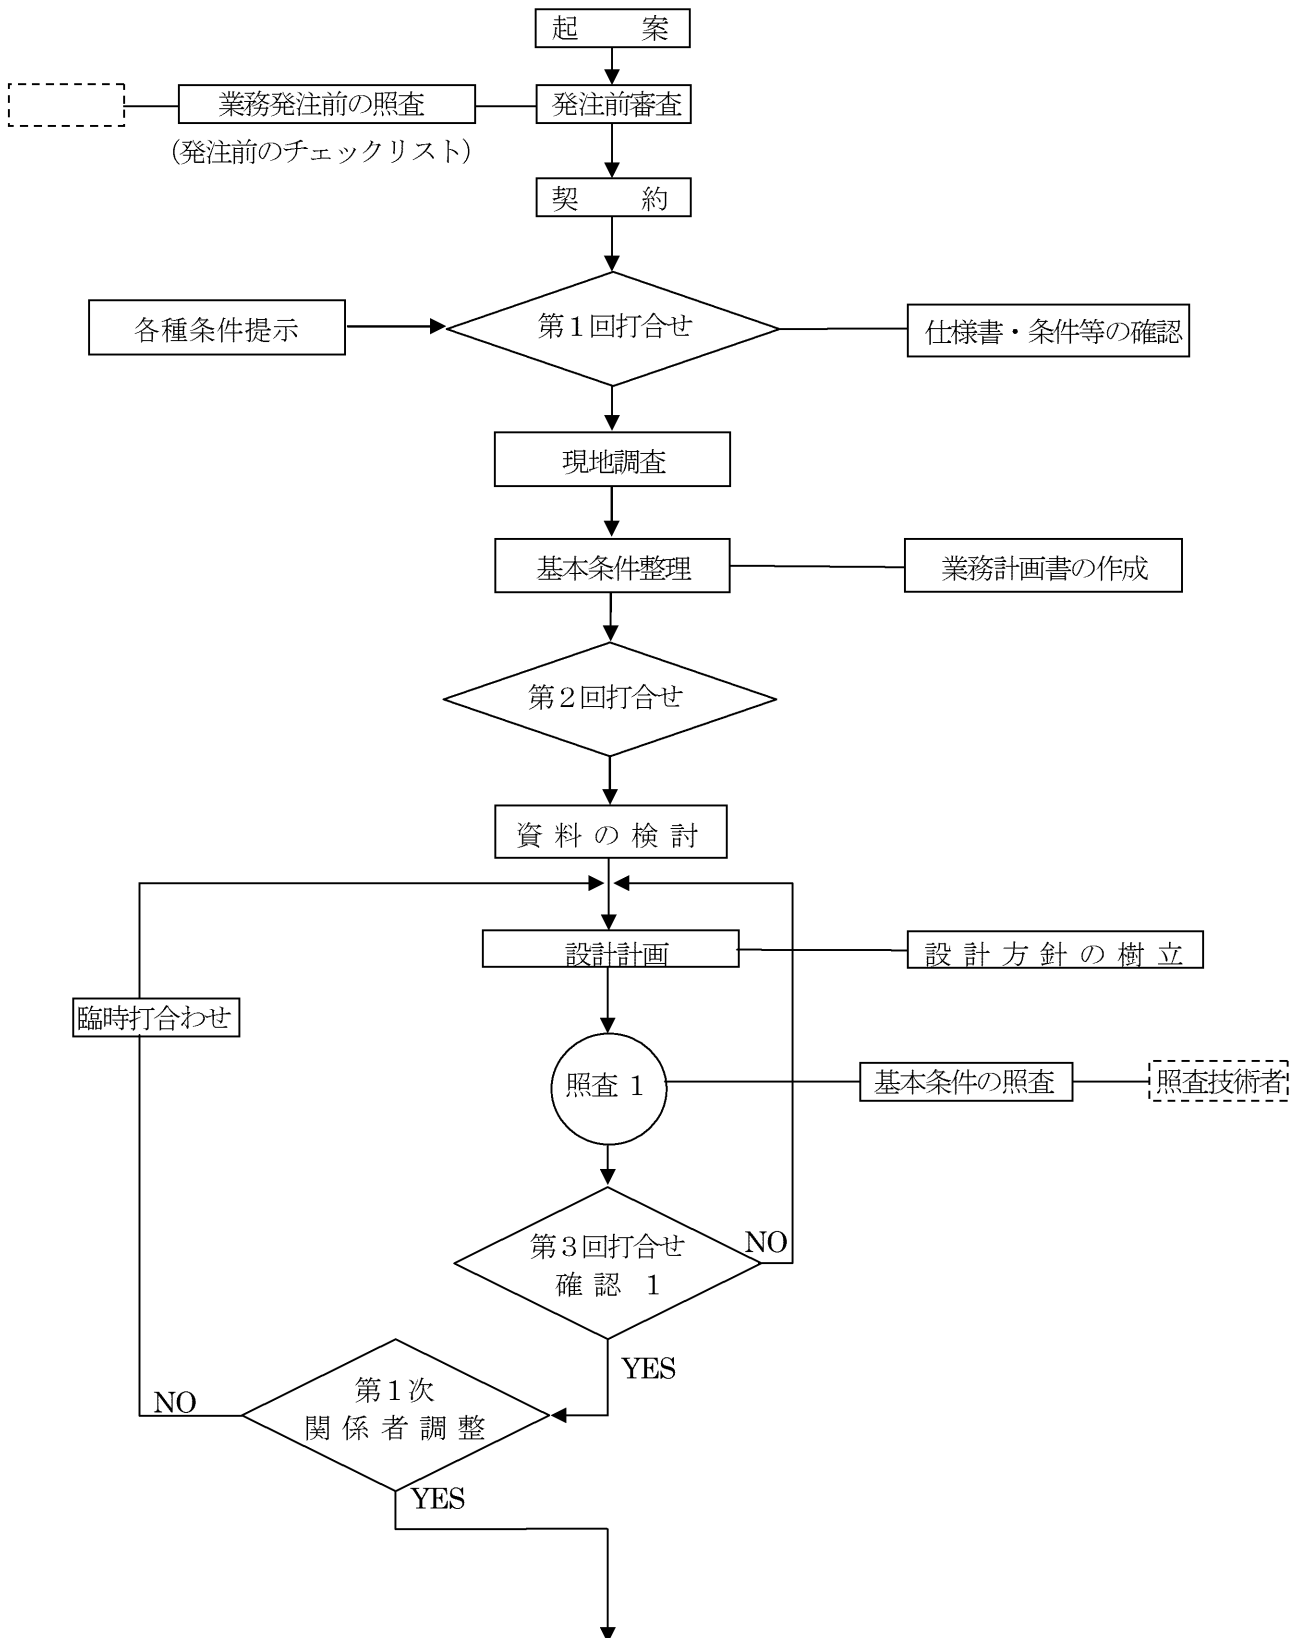 起　案
業務発注前の照査
発注前審査
（発注前のチェックリスト）
契　約
各種条件提示
第１回打合せ
仕様書・条件等の確認
現地調査
基本条件整理
業務計画書の作成
第２回打合せ
資料の検討
設計計画
設計方針の樹立
臨時打合わせ
照査 1
基本条件の照査
照査技術者
第３回打合せ
確認 1
NO
YES
第１次
関係者調整
NO
YES